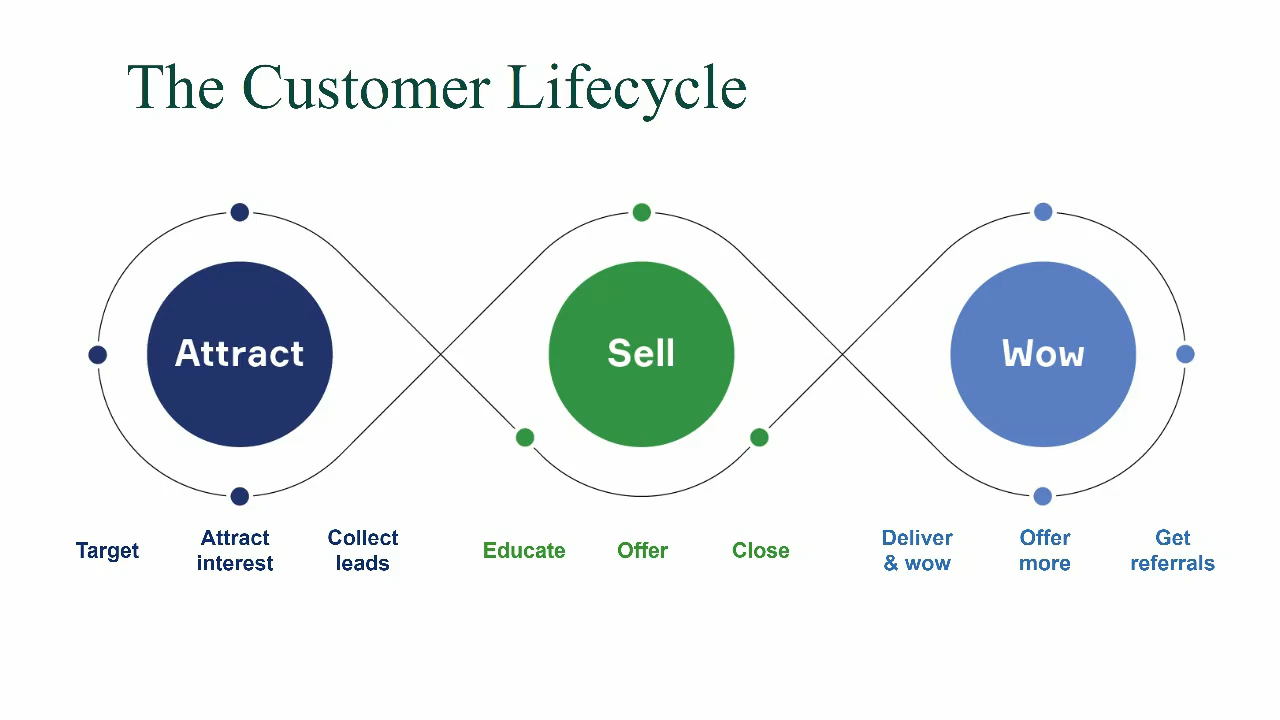 The Customer Lifecycle
Attract
Sell
Wow
Target
Attract
interest
Collect
leads
Educate
Offer
Close
Deliver
& wow
Offer
more
Get
referrals